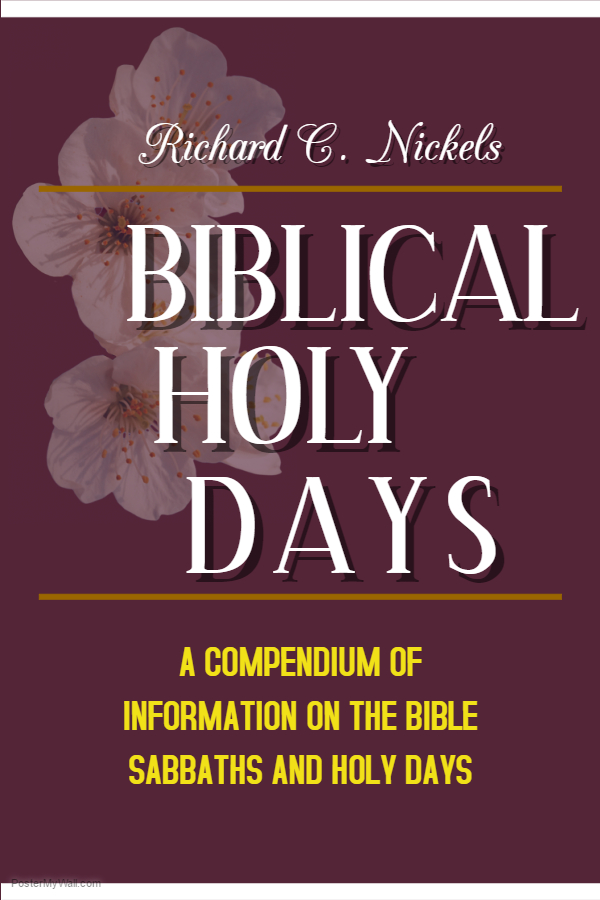 Richard C. Nickels
BIBLICAL
HOLY
DAYS
A COMPENDIUM OF
INFORMATION ON THE BIBLE
SABBATHS AND HOLY DAYS
PosterMyWall.com